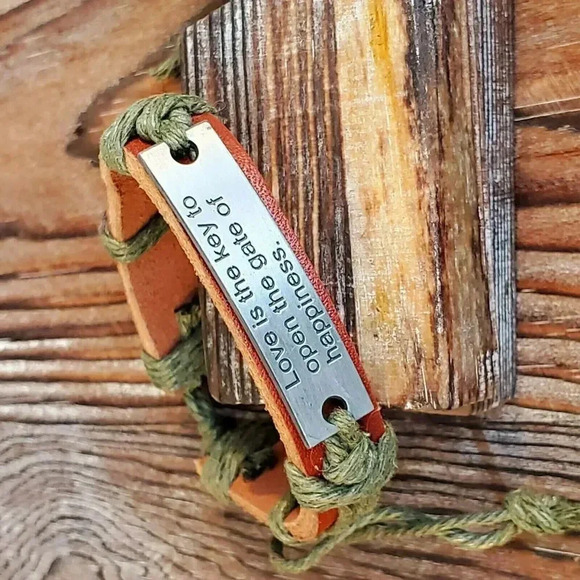 Love is the key to
open the gate of
happiness.